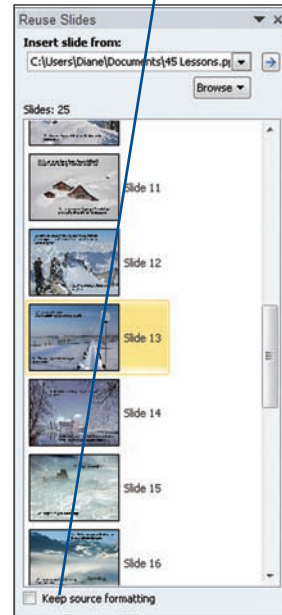 Reuse Slides
Insert slide from:
C:\Users\Diane\Documents\45 Lessons.p
Browse
Slides: 25
Slide 11
Slide 12
Slide 13
Slide 14
Slide 15
Slide 16
Keep source formatting